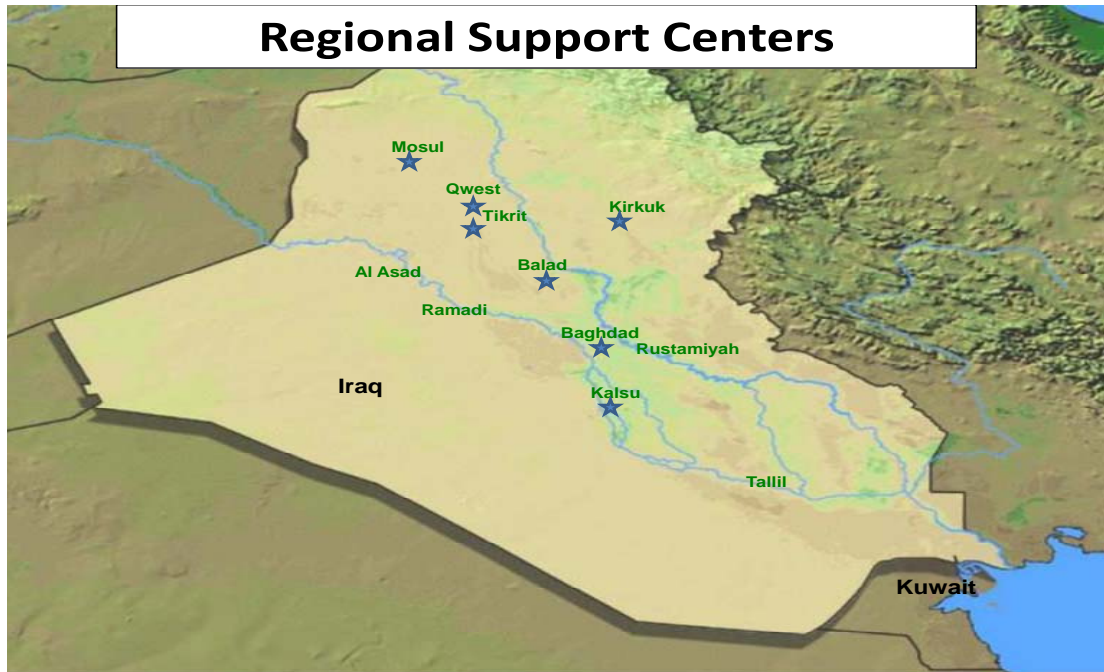 Regional Support Centers
Mosul
Qwest
Tikrit
Kirkuk
Balad
Al Asad
Ramadi
Baghdad
Rustamiyah
Iraq
Kalsu
Tallil
Kuwait